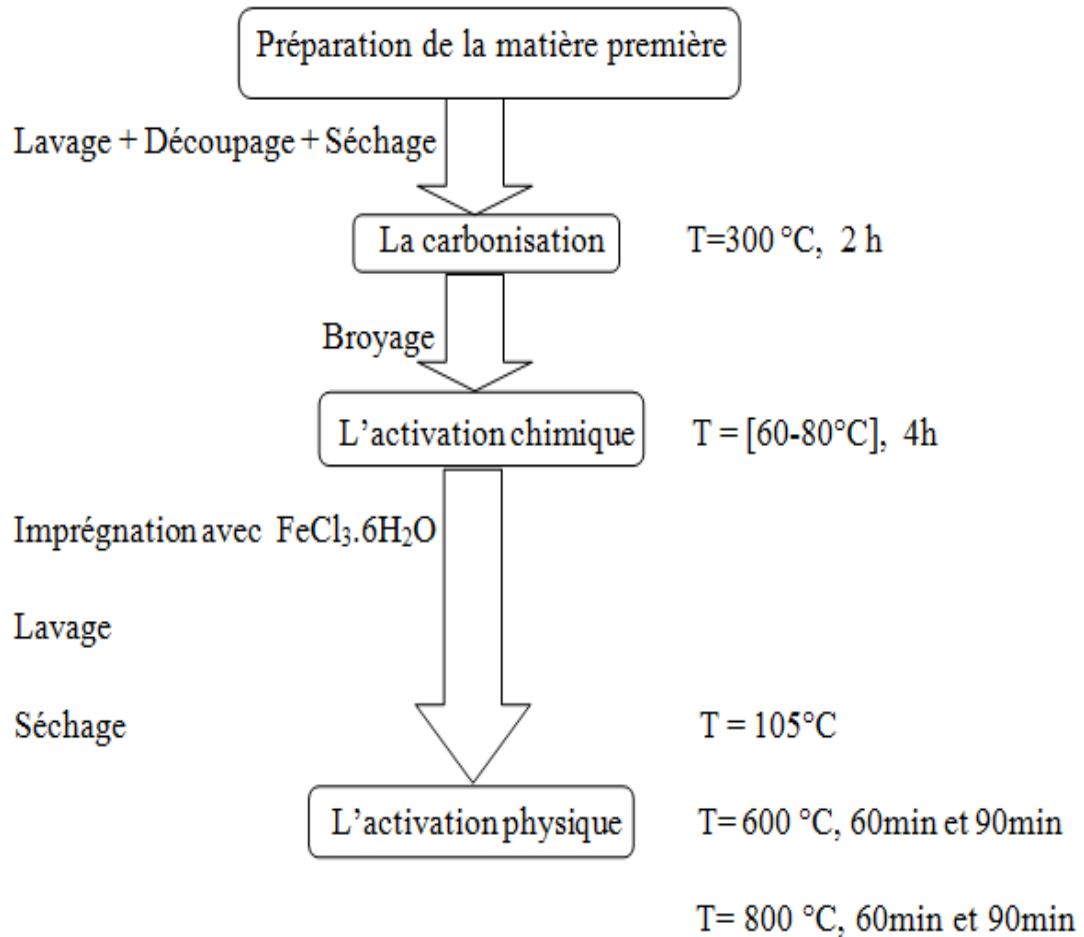 Préparation de la matière première
Lavage + Découpage + Séchage
La carbonisation T=300 °C, 2 h
Broyage
L’activation chimique T = [60-80°C], 4h
Imprégnation avec FeCl₃.6H₂O
Lavage
Séchage T = 105°C
L’activation physique T= 600 °C, 60min et 90min
T= 800 °C, 60min et 90min